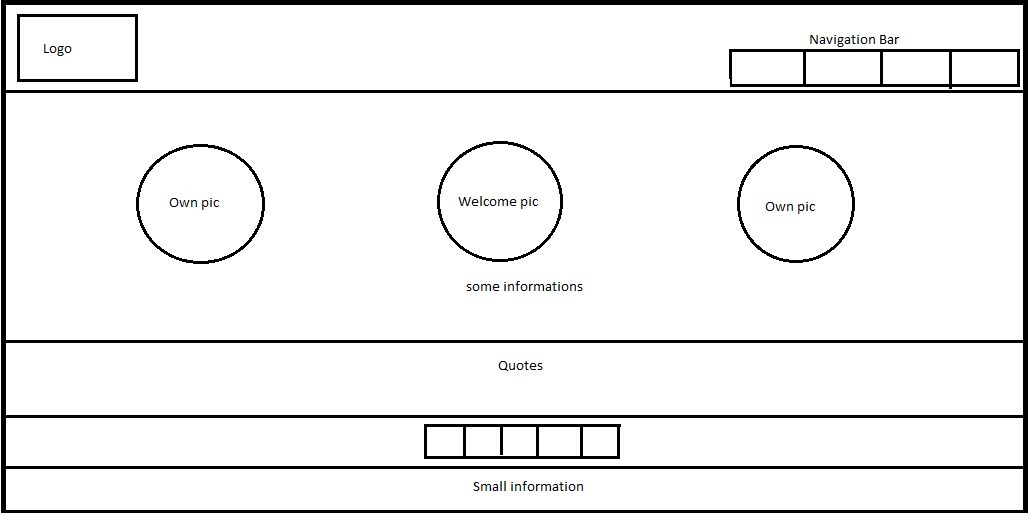 Logo
Navigation Bar
Own pic
Welcome pic
Own pic
some informations
Quotes
Small information